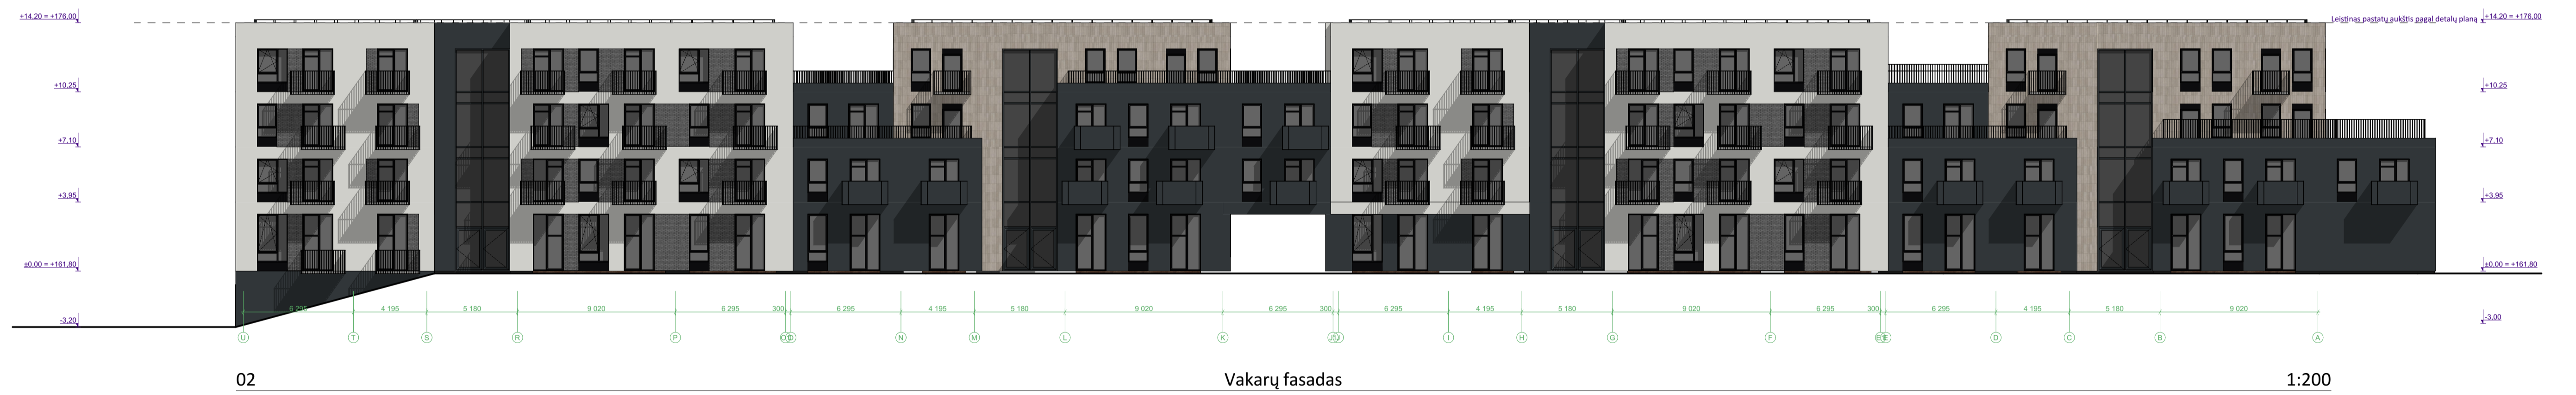 +14.20 = +176.00
Leistinas pastatų aukštis pagal detalų planą
+14.20 = +176.00
+10.25
+10.25
+7.10
+7.10
+3.95
+3.95
±0.00 = +161.80
±0.00 = +161.80
-3.20
-3.00
6 295 4 195 5 180 9 020 6 295 300 6 295 4 195 5 180 9 020 6 295 300 6 295 4 195 5 180 9 020 6 295 300 6 295 4 195 5 180 9 020
U T S R P O N M L K J I H G F E D C B A
02 Vakarų fasadas 1:200